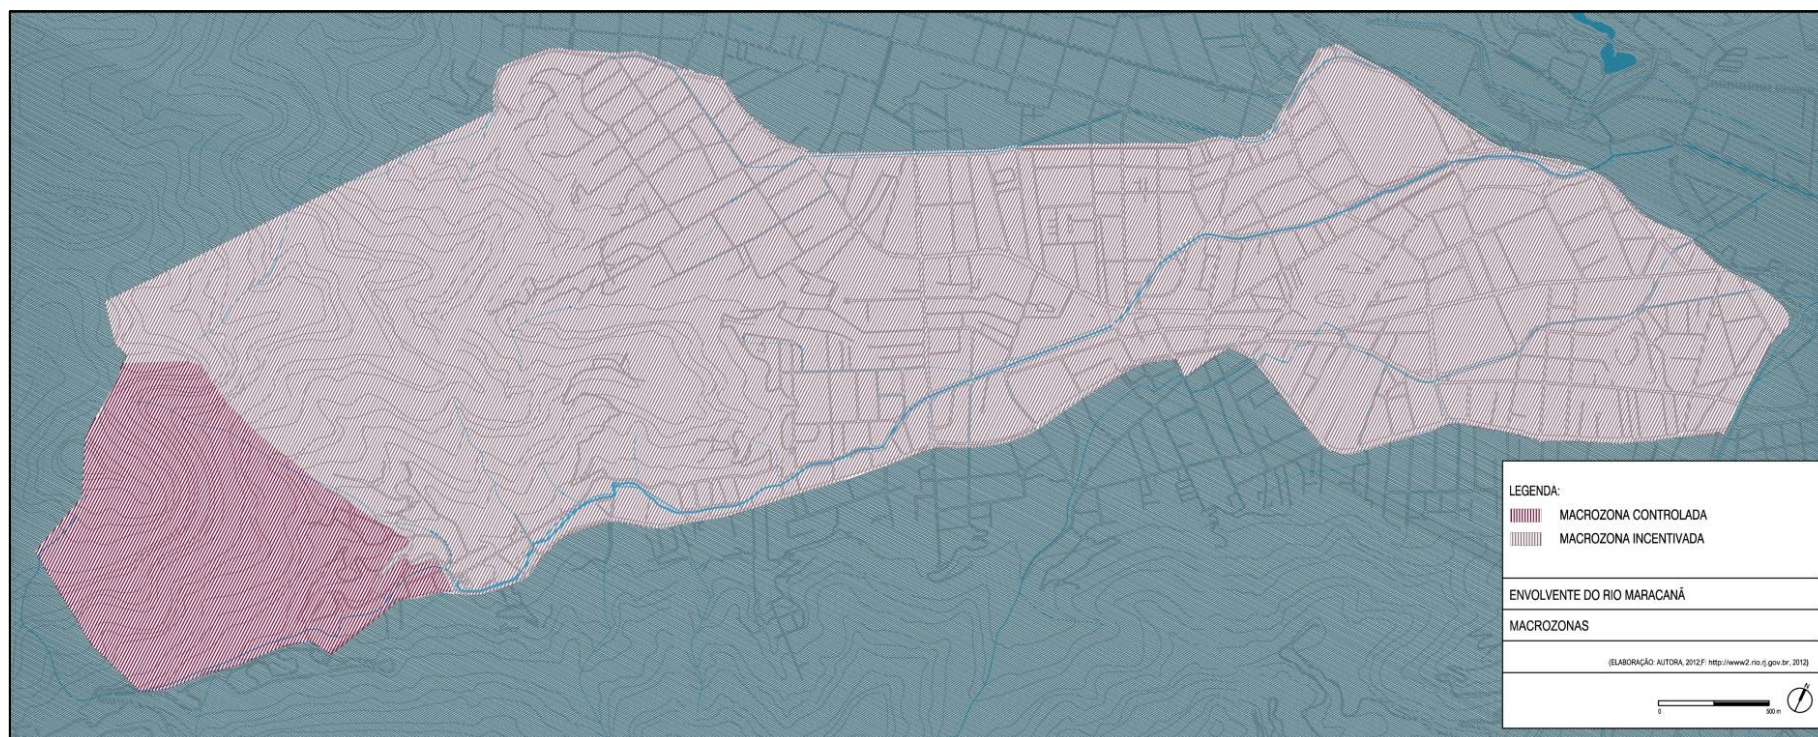 LEGENDA:
MACROZONA CONTROLADA
MACROZONA INCENTIVADA
ENVOLVENTE DO RIO MARACANÃ
MACROZONAS
(ELABORAÇÃO: AUTORA, 2012;F: http://www2.rio.rj.gov.br, 2012)
N
0 500 m